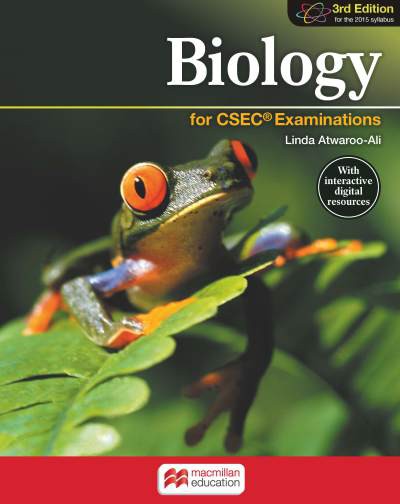 3rd Edition
for the 2015 syllabus
Biology
for CSEC® Examinations
Linda Atwaroo-Ali
With
interactive
digital
resources
macmillan
education